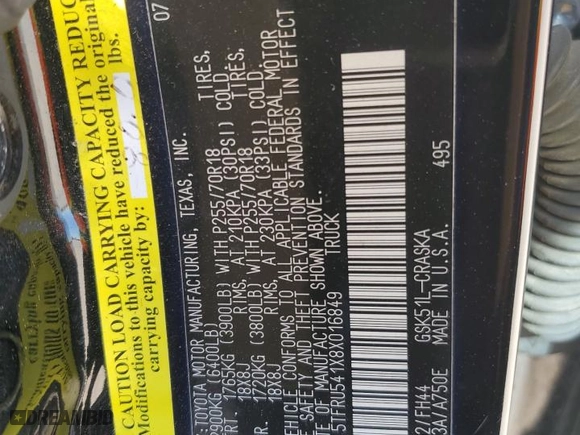 CAUTION LOAD CARRYING CAPACITY REDUC
Modifications to this vehicle have reduced the original
load carrying capacity by: lbs.
07
:TOYOTA MOTOR MANUFACTURING, TEXAS, INC.
2900KG (6400LB)
RT. 1765KG (3900LB) WITH P255/70R18 TIRES,
18X8J RIMS, AT 210KPA (30PSI) COLD.
RR. 1720KG (3800LB) WITH P255/70R18 TIRES,
18X8J RIMS, AT 230KPA (33PSI) COLD.
VEHICLE CONFORMS TO ALL APPLICABLE FEDERAL MOTOR
E SAFETY AND THEFT PREVENTION STANDARDS IN EFFECT
DATE OF MANUFACTURE SHOWN ABOVE.
5TFRU541X8X016849 TRUCK
GSK51L-CRASKA 495
2/FH44
3A/A750E MADE IN U.S.A.